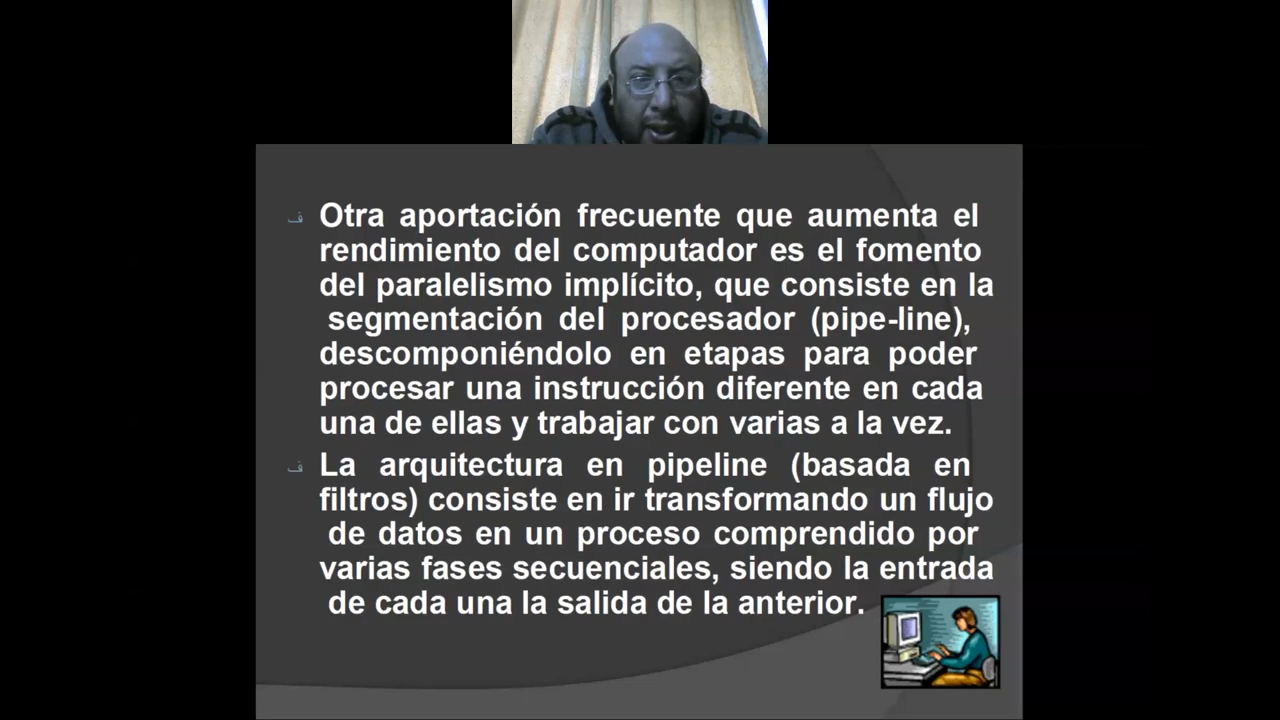 Otra aportación frecuente que aumenta el
rendimiento del computador es el fomento
del paralelismo implícito, que consiste en la
segmentación del procesador (pipe-line),
descomponiéndolo en etapas para poder
procesar una instrucción diferente en cada
una de ellas y trabajar con varias a la vez.
La arquitectura en pipeline (basada en
filtros) consiste en ir transformando un flujo
de datos en un proceso comprendido por
varias fases secuenciales, siendo la entrada
de cada una la salida de la anterior.